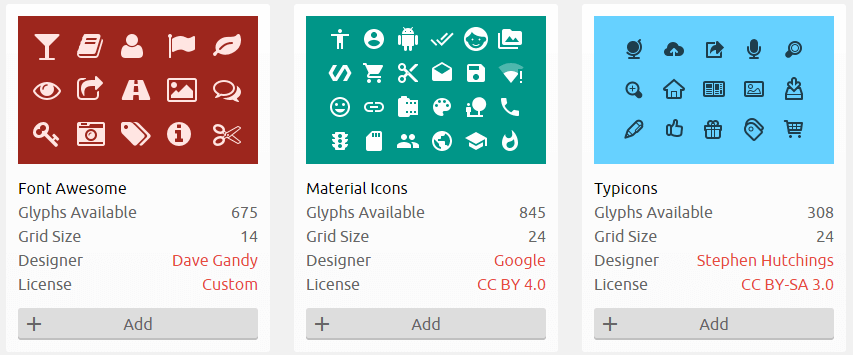 Font Awesome
Glyphs Available 675
Grid Size 14
Designer Dave Gandy
License Custom
+ Add
Material Icons
Glyphs Available 845
Grid Size 24
Designer Google
License CC BY 4.0
+ Add
Typicons
Glyphs Available 308
Grid Size 24
Designer Stephen Hutchings
License CC BY-SA 3.0
+ Add